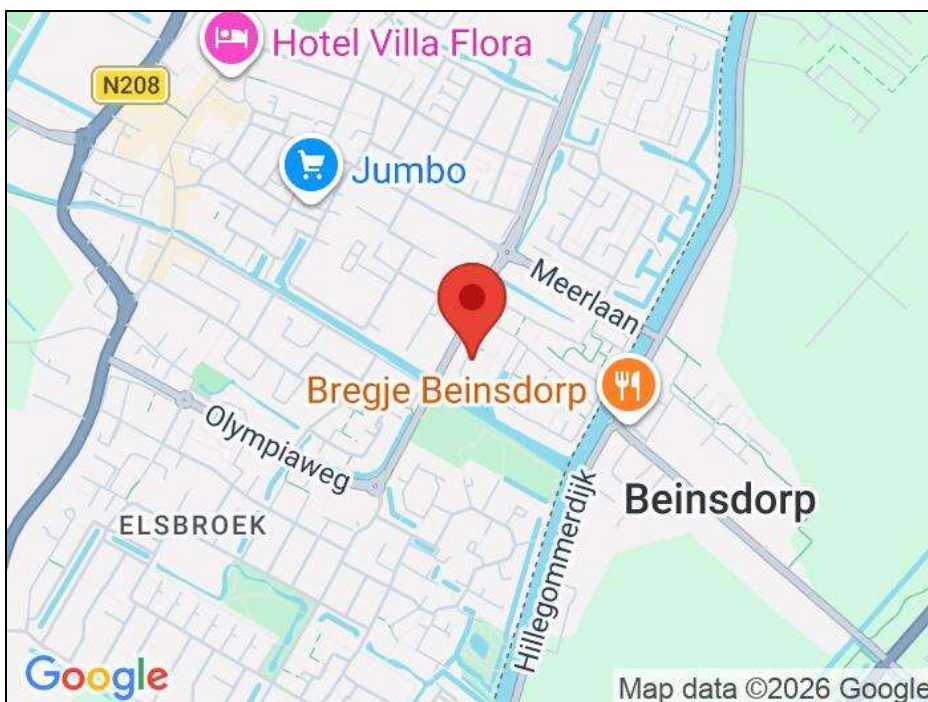 Hotel Villa Flora
N208
Jumbo
Meerlaan
Bregje Beinsdorp
Olympiaweg
Beinsdorp
ELSBROEK
Hillegommerdijk
Google
Map data ©2026 Google